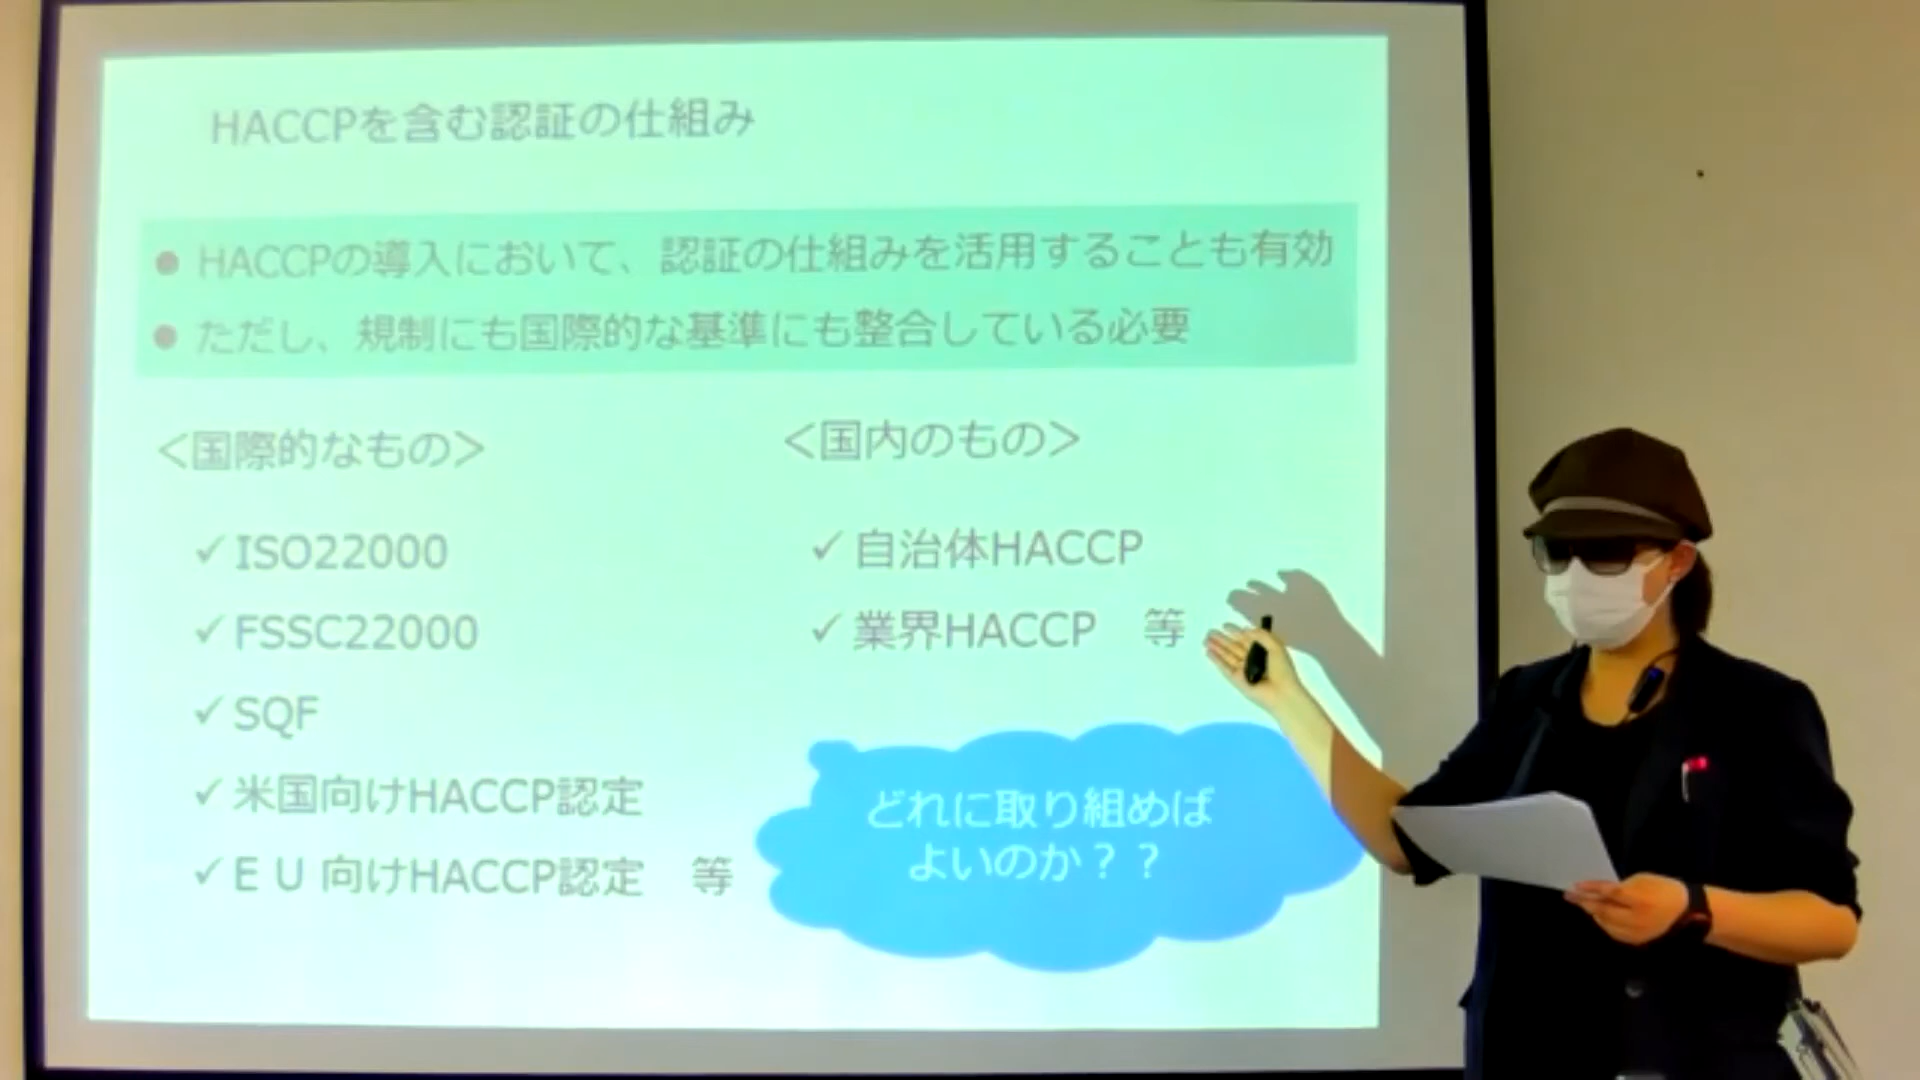 HACCPを含む認証の仕組み
● HACCPの導入において、認証の仕組みを活用することも有効
● ただし、規制にも国際的な基準にも整合している必要
＜国際的なもの＞
✓ ISO22000
✓ FSSC22000
✓ SQF
✓ 米国向けHACCP認定
✓ ＥＵ向けHACCP認定　等
＜国内のもの＞
✓ 自治体HACCP
✓ 業界HACCP　等
どれに取り組めば
よいのか？？